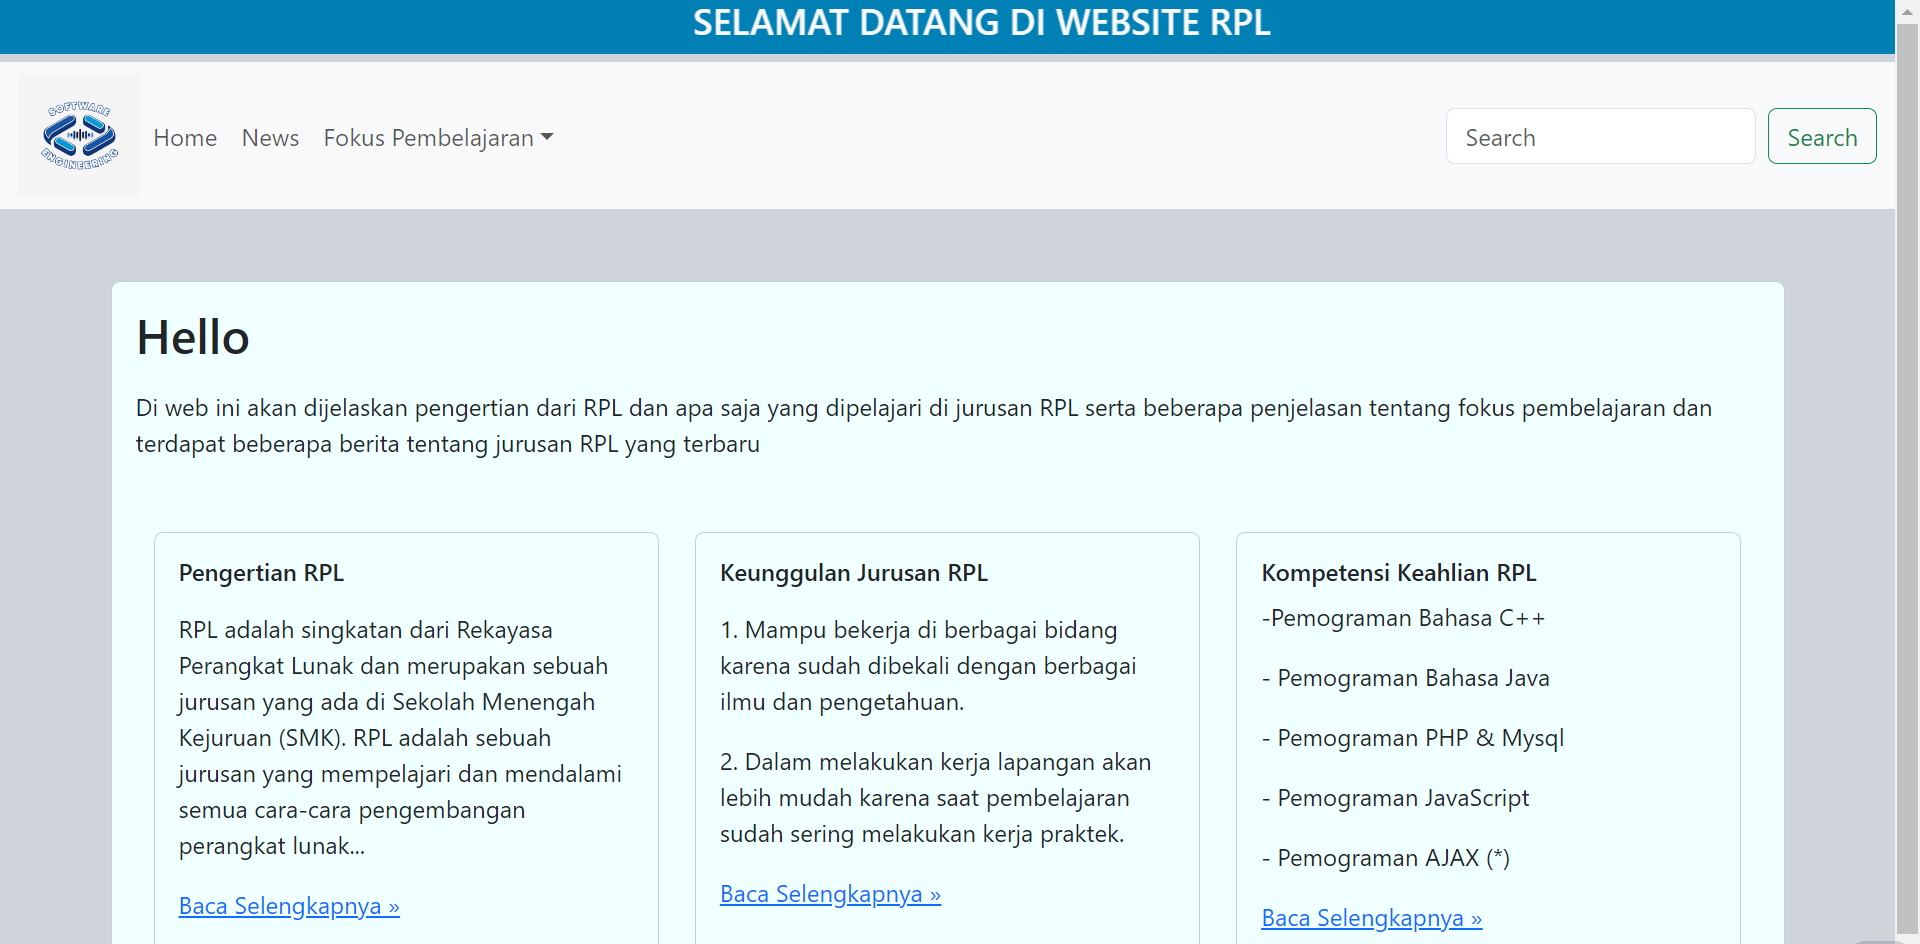 SELAMAT DATANG DI WEBSITE RPL
SOFTWARE
ENGINEERING
Home News Fokus Pembelajaran
Search Search
Hello
Di web ini akan dijelaskan pengertian dari RPL dan apa saja yang dipelajari di jurusan RPL serta beberapa penjelasan tentang fokus pembelajaran dan
terdapat beberapa berita tentang jurusan RPL yang terbaru
Pengertian RPL
RPL adalah singkatan dari Rekayasa
Perangkat Lunak dan merupakan sebuah
jurusan yang ada di Sekolah Menengah
Kejuruan (SMK). RPL adalah sebuah
jurusan yang mempelajari dan mendalami
semua cara-cara pengembangan
perangkat lunak...
Baca Selengkapnya »
Keunggulan Jurusan RPL
1. Mampu bekerja di berbagai bidang
karena sudah dibekali dengan berbagai
ilmu dan pengetahuan.
2. Dalam melakukan kerja lapangan akan
lebih mudah karena saat pembelajaran
sudah sering melakukan kerja praktek.
Baca Selengkapnya »
Kompetensi Keahlian RPL
-Pemograman Bahasa C++
- Pemograman Bahasa Java
- Pemograman PHP & Mysql
- Pemograman JavaScript
- Pemograman AJAX (*)
Baca Selengkapnya »